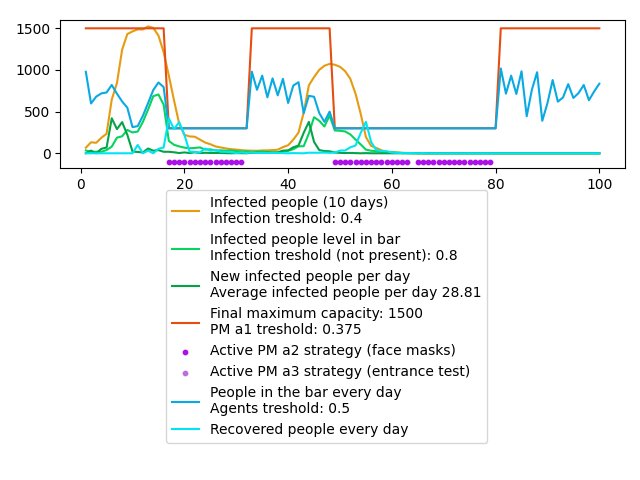 1500
1000
500
0
0
20
40
60
80
100
Infected people (10 days)
Infection treshold: 0.4
Infected people level in bar
Infection treshold (not present): 0.8
New infected people per day
Average infected people per day 28.81
Final maximum capacity: 1500
PM a1 treshold: 0.375
Active PM a2 strategy (face masks)
Active PM a3 strategy (entrance test)
People in the bar every day
Agents treshold: 0.5
Recovered people every day